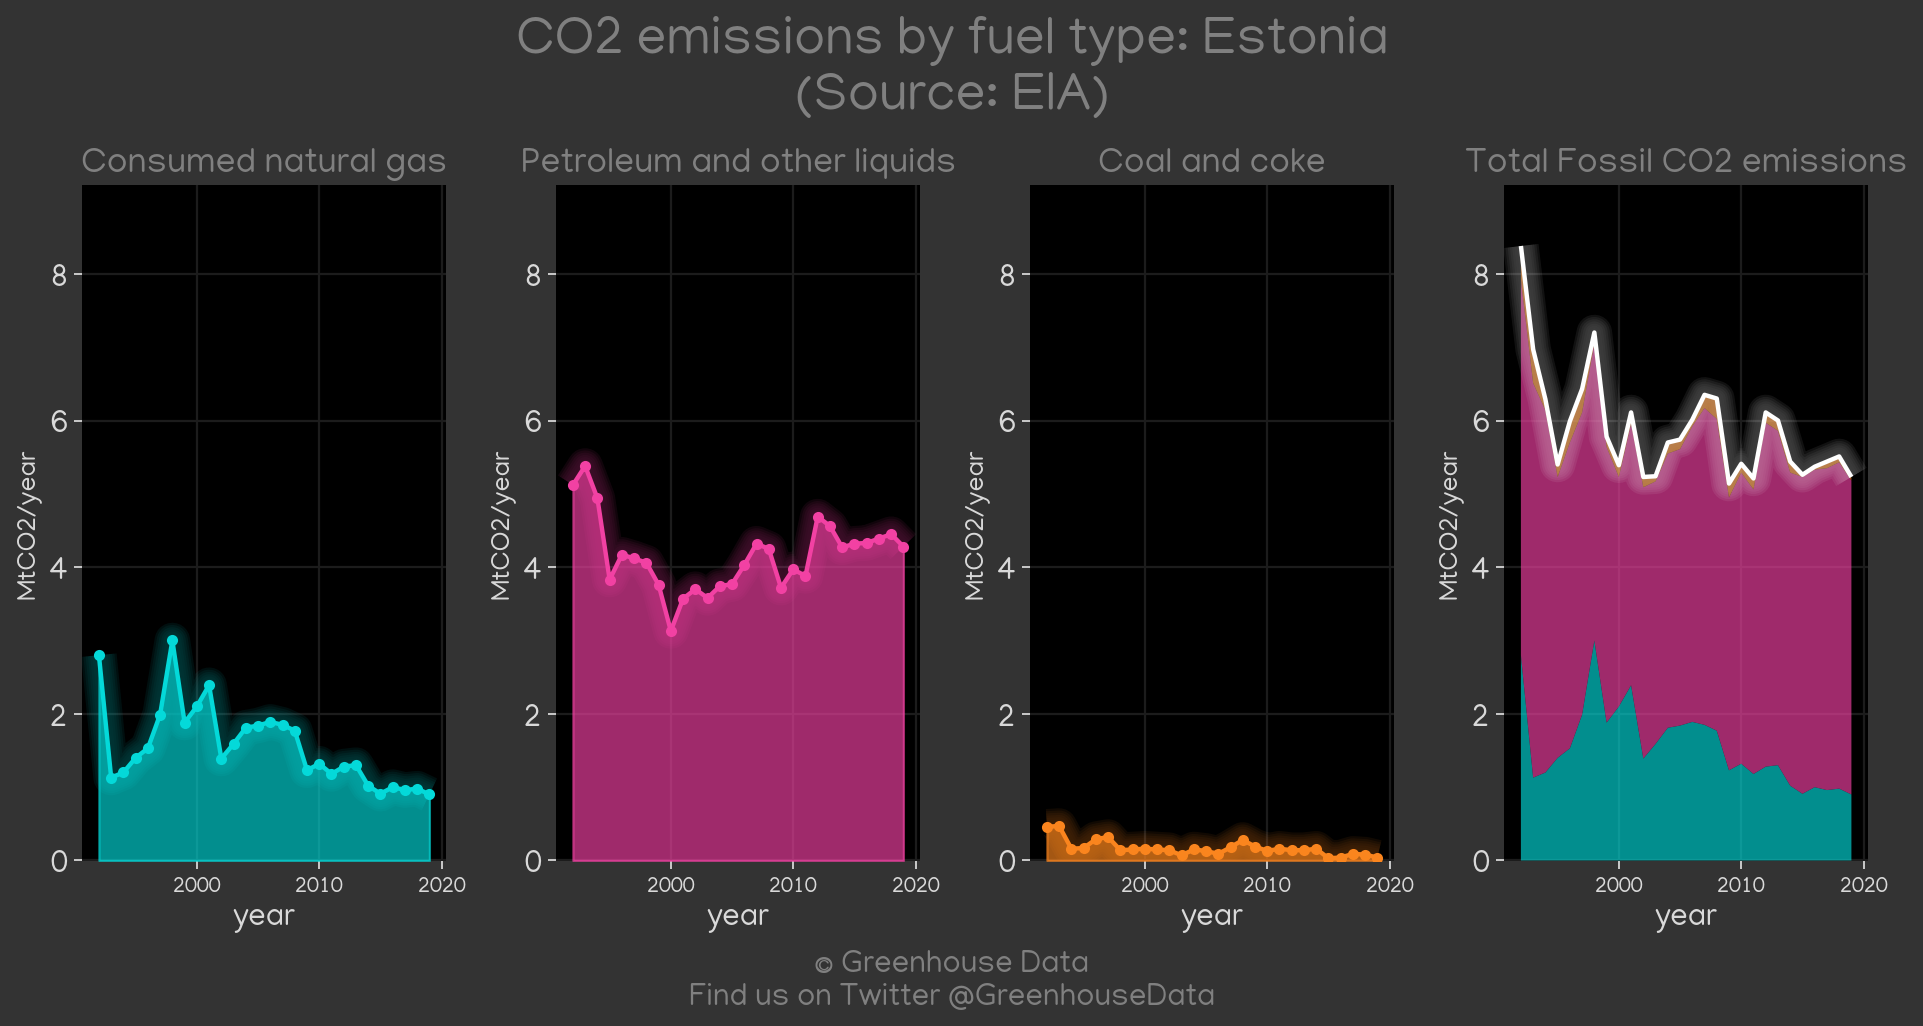 CO2 emissions by fuel type: Estonia
(Source: EIA)
Consumed natural gas
Petroleum and other liquids
Coal and coke
Total Fossil CO2 emissions
MtCO2/year
8
6
4
2
0
2000 2010 2020
year
MtCO2/year
8
6
4
2
0
2000 2010 2020
year
MtCO2/year
8
6
4
2
0
2000 2010 2020
year
MtCO2/year
8
6
4
2
0
2000 2010 2020
year
© Greenhouse Data
Find us on Twitter @GreenhouseData